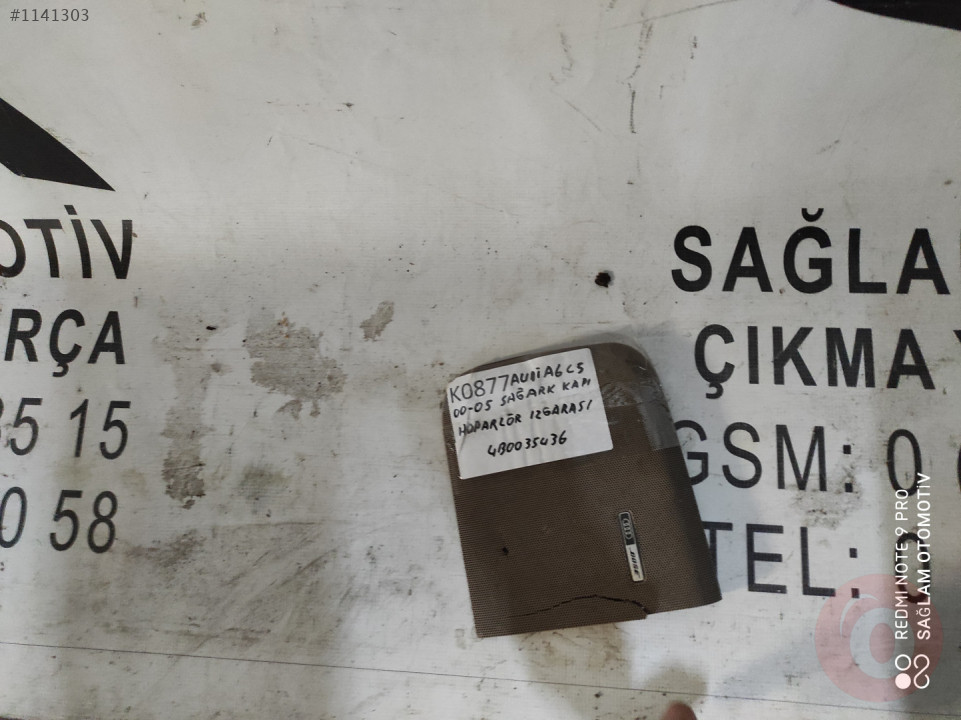 #1141303
OTİV
RÇA
35 15
0 58
SAĞLA
ÇIKMA Y
GSM: 0
TEL:
K0877 AUDİ A6 C5
00-05 SAĞ ARK KAPI
HOPARLÖR IZGARASI
4B0035436
BOSE
REDMI NOTE 9 PRO
SAĞLAM OTOMOTİV